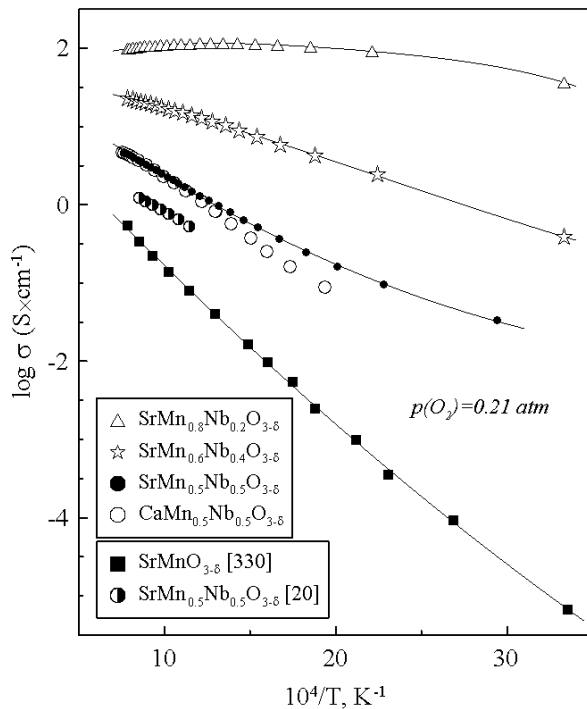 2
0
-2
-4
log σ (S×cm⁻¹)
p(O₂)=0.21 atm
SrMn₀.₈Nb₀.₂O₃₋δ
SrMn₀.₆Nb₀.₄O₃₋δ
SrMn₀.₅Nb₀.₅O₃₋δ
CaMn₀.₅Nb₀.₅O₃₋δ
SrMnO₃₋δ [330]
SrMn₀.₅Nb₀.₅O₃₋δ [20]
10 20 30
10⁴/T, K⁻¹